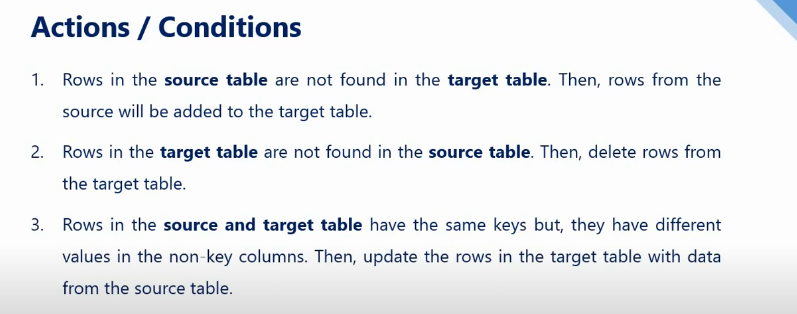 Actions / Conditions
1. Rows in the source table are not found in the target table. Then, rows from the
source will be added to the target table.
2. Rows in the target table are not found in the source table. Then, delete rows from
the target table.
3. Rows in the source and target table have the same keys but, they have different
values in the non-key columns. Then, update the rows in the target table with data
from the source table.